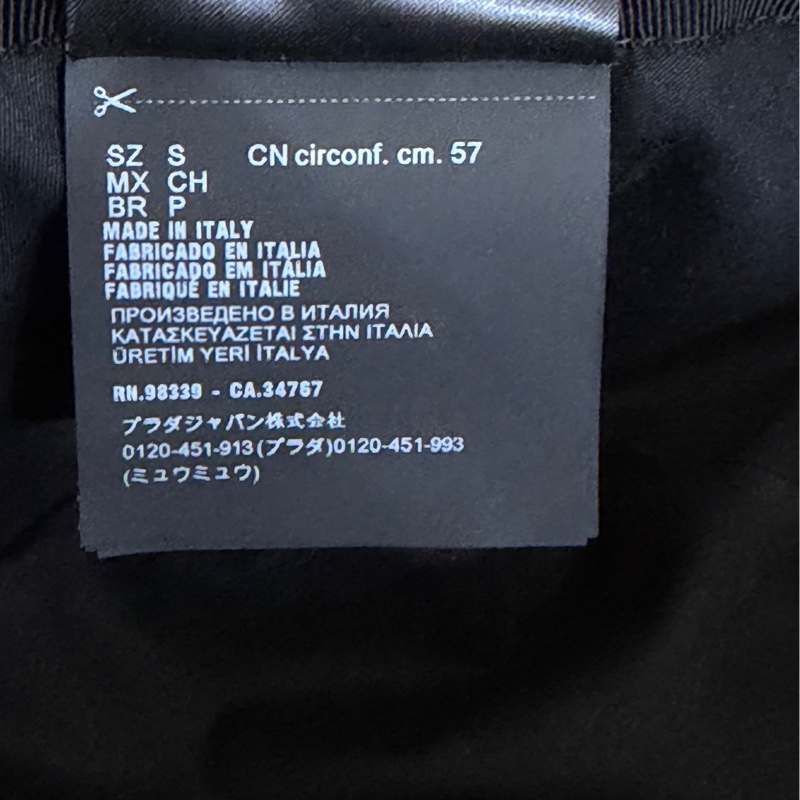 SZ S CN circonf. cm. 57
MX CH
BR P
MADE IN ITALY
FABRICADO EN ITALIA
FABRICADO EM ITÁLIA
FABRIQUÉ EN ITALIE
ПРОИЗВЕДЕНО В ИТАЛИЯ
ΚΑΤΑΣΚΕΥΑΖΕΤΑΙ ΣΤΗΝ ΙΤΑΛΙΑ
ÜRETİM YERİ İTALYA
RN.98339 - CA.34767
プラダジャパン株式会社
0120-451-913(プラダ)0120-451-993
(ミュウミュウ)